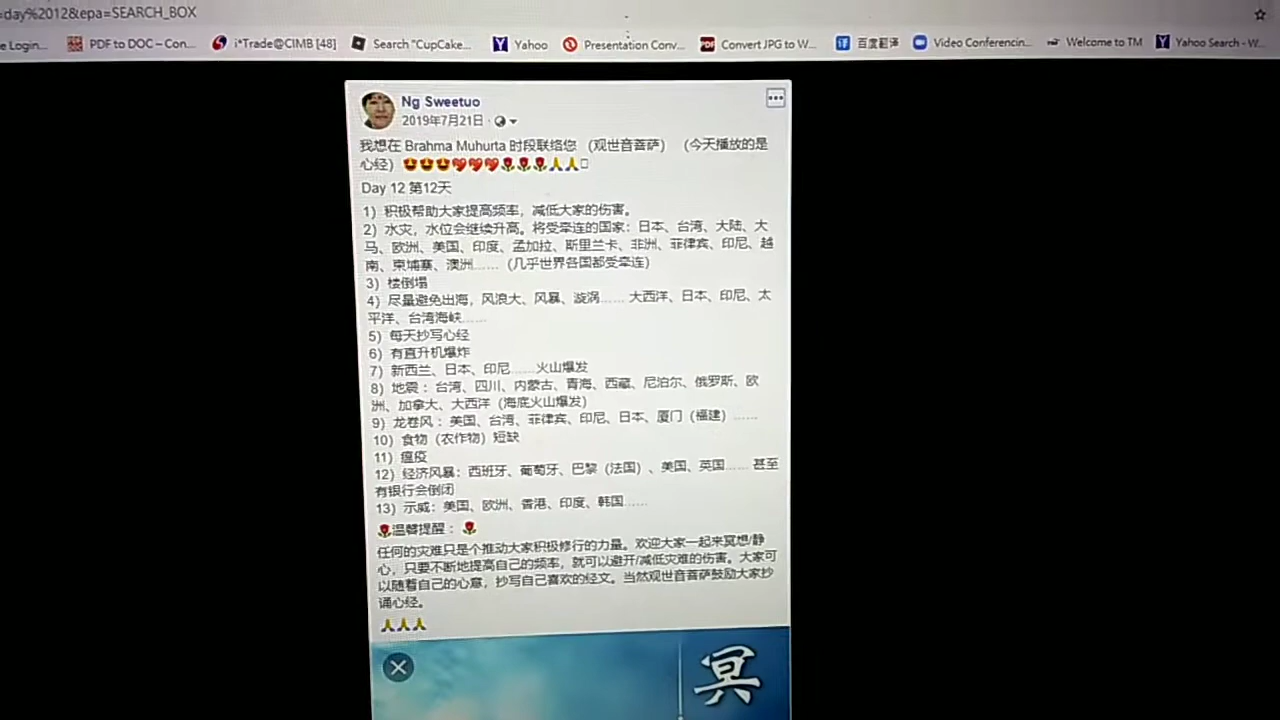 =day%2012&epa=SEARCH_BOX
e Login...
PDF to DOC – Con...
i*Trade@CIMB [48]
Search "CupCake...
Yahoo
Presentation Conv...
Convert JPG to W...
百度翻译
Video Conferencin...
Welcome to TM
Yahoo Search - W...
Ng Sweetuo
2019年7月21日
我想在 Brahma Muhurta 时段联络您 （观世音菩萨） （今天播放的是
心经）🤩🤩🤩💖💖💖🌹🌹🌹🙏🙏
Day 12 第12天
1）积极帮助大家提高频率，减低大家的伤害。
2）水灾，水位会继续升高。将受牵连的国家：日本、台湾、大陆、大
马、欧洲、美国、印度、孟加拉、斯里兰卡、非洲、菲律宾、印尼、越
南、柬埔寨、澳洲......（几乎世界各国都受牵连）
3）楼倒塌
4）尽量避免出海，风浪大、风暴、漩涡...... 大西洋、日本、印尼、太
平洋、台湾海峡......
5）每天抄写心经
6）有直升机爆炸
7）新西兰、日本、印尼......火山爆发
8）地震： 台湾、四川、内蒙古、青海、西藏、尼泊尔、俄罗斯、欧
洲、加拿大、大西洋（海底火山爆发）
9）龙卷风： 美国、台湾、菲律宾、印尼、日本、厦门（福建）......
10）食物（农作物）短缺
11）瘟疫
12）经济风暴：西班牙、葡萄牙、巴黎（法国）、美国、英国...... 甚至
有银行会倒闭
13）示威：美国、欧洲、香港、印度、韩国......
🌹温馨提醒： 🌹
任何的灾难只是个推动大家积极修行的力量。欢迎大家一起来冥想/静
心，只要不断地提高自己的频率，就可以避开/减低灾难的伤害。大家可
以随着自己的心意，抄写自己喜欢的经文。当然观世音菩萨鼓励大家抄
诵心经。
🙏🙏🙏
冥